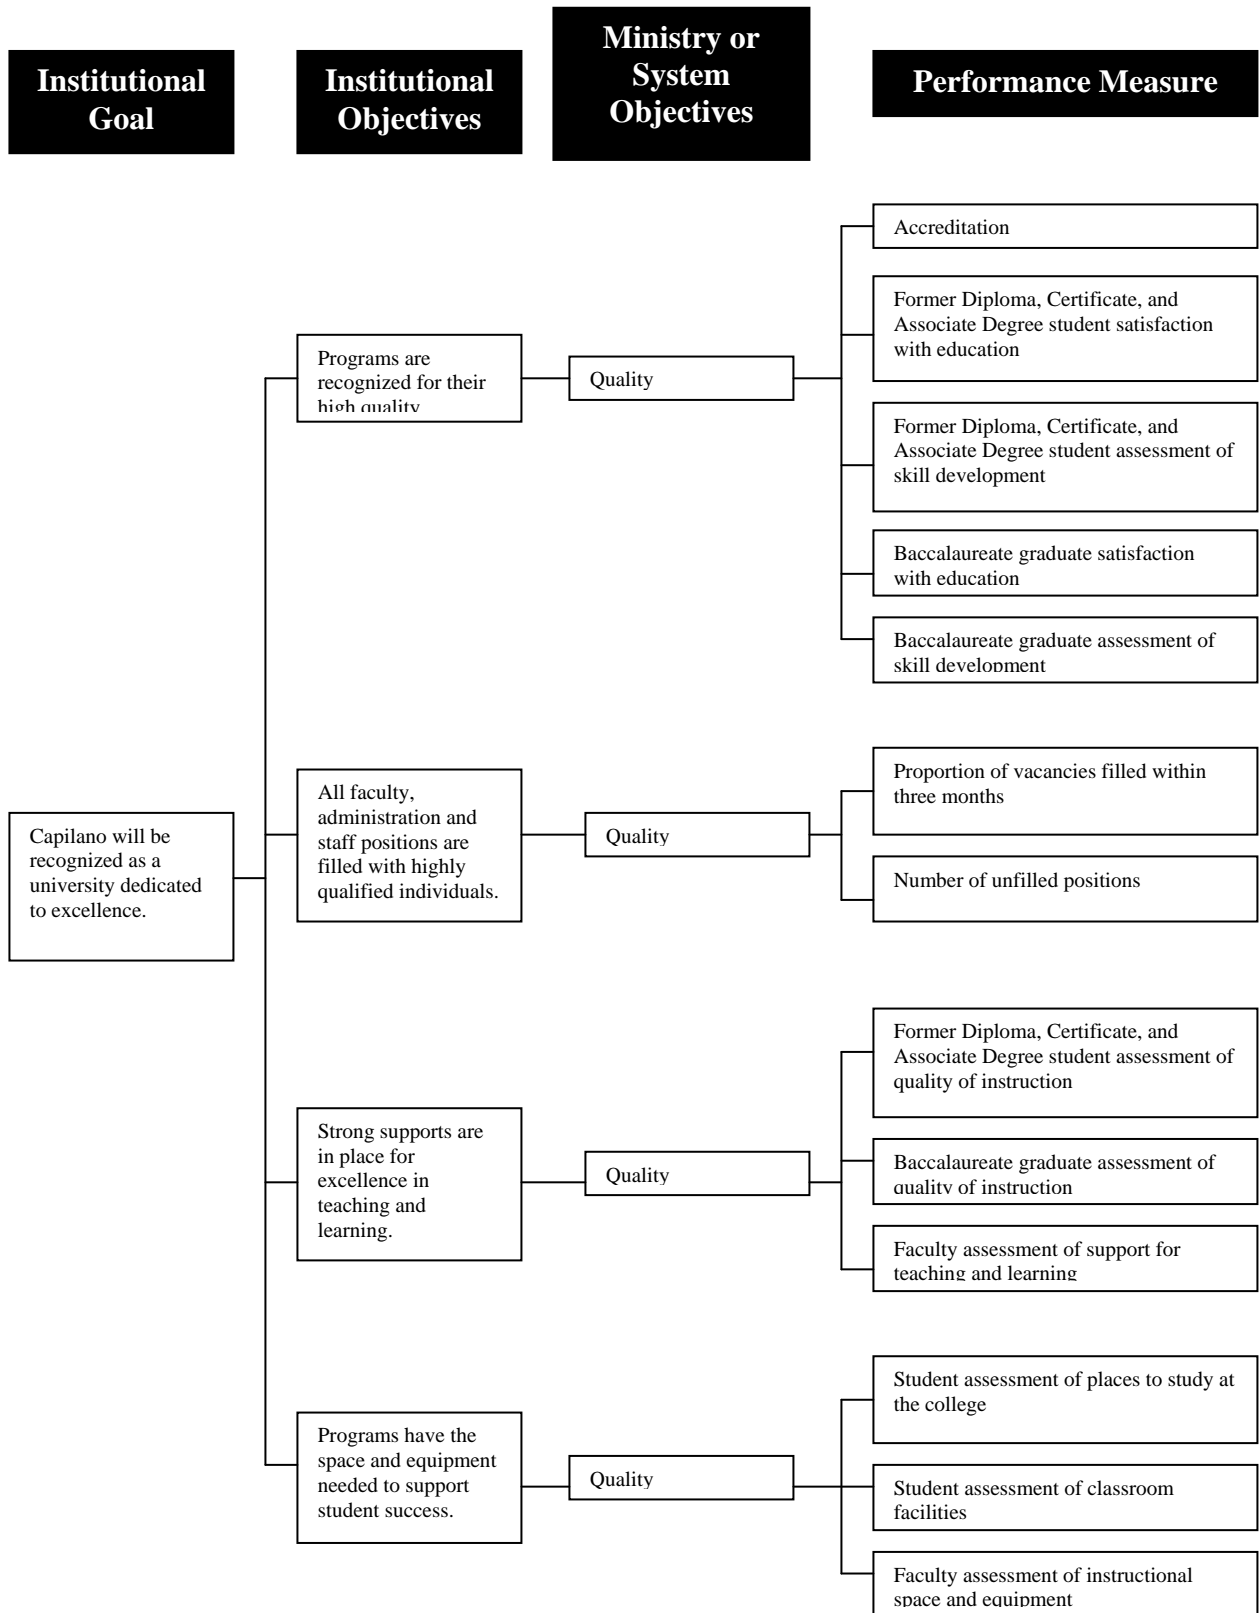 Institutional
Goal
Institutional
Objectives
Ministry or
System
Objectives
Performance Measure
Capilano will be
recognized as a
university dedicated
to excellence.
Programs are
recognized for their
high quality
Quality
Accreditation
Former Diploma, Certificate, and
Associate Degree student satisfaction
with education
Former Diploma, Certificate, and
Associate Degree student assessment of
skill development
Baccalaureate graduate satisfaction
with education
Baccalaureate graduate assessment of
skill development
All faculty,
administration and
staff positions are
filled with highly
qualified individuals.
Quality
Proportion of vacancies filled within
three months
Number of unfilled positions
Strong supports are
in place for
excellence in
teaching and
learning.
Quality
Former Diploma, Certificate, and
Associate Degree student assessment of
quality of instruction
Baccalaureate graduate assessment of
quality of instruction
Faculty assessment of support for
teaching and learning
Programs have the
space and equipment
needed to support
student success.
Quality
Student assessment of places to study at
the college
Student assessment of classroom
facilities
Faculty assessment of instructional
space and equipment